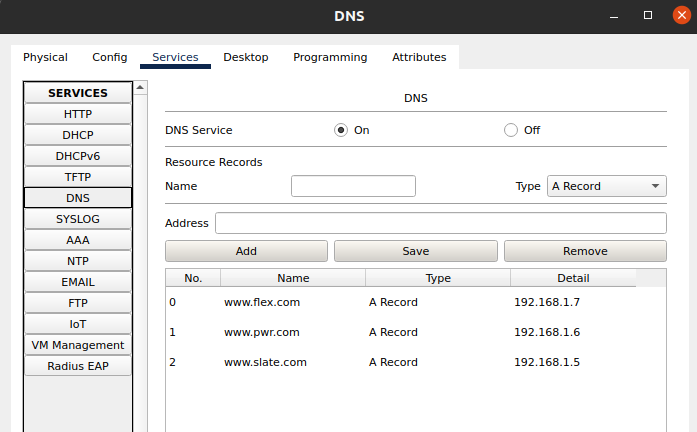 DNS
Physical Config Services Desktop Programming Attributes
SERVICES
HTTP
DHCP
DHCPv6
TFTP
DNS
SYSLOG
AAA
NTP
EMAIL
FTP
IoT
VM Management
Radius EAP
DNS
DNS Service On Off
Resource Records
Name Type A Record
Address
Add Save Remove
No. Name Type Detail
0 www.flex.com A Record 192.168.1.7
1 www.pwr.com A Record 192.168.1.6
2 www.slate.com A Record 192.168.1.5